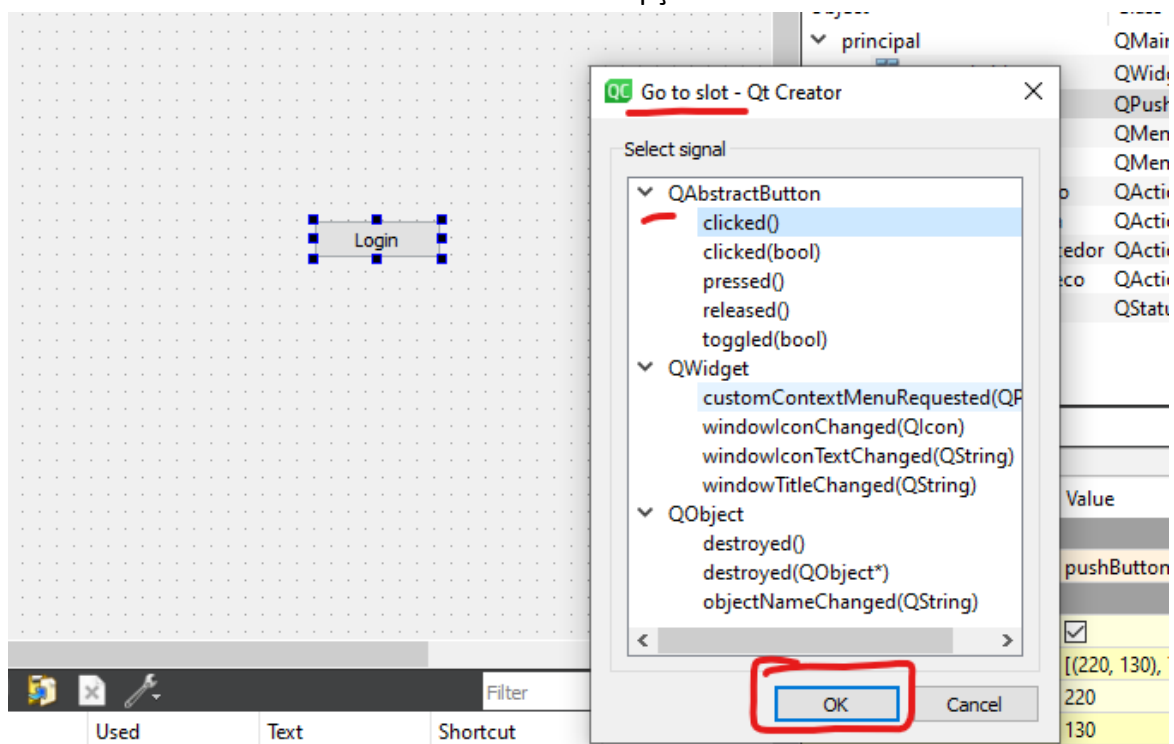 principal
QMain
QWidg
QPush
QMen
QMen
QActio
QActio
cedor QActio
eco QActio
QStatu
QC Go to slot - Qt Creator
Select signal
QAbstractButton
clicked()
clicked(bool)
pressed()
released()
toggled(bool)
QWidget
customContextMenuRequested(QP
windowIconChanged(QIcon)
windowIconTextChanged(QString)
windowTitleChanged(QString)
QObject
destroyed()
destroyed(QObject*)
objectNameChanged(QString)
OK
Cancel
Login
Value
pushButton
[(220, 130),
220
130
Filter
Used
Text
Shortcut